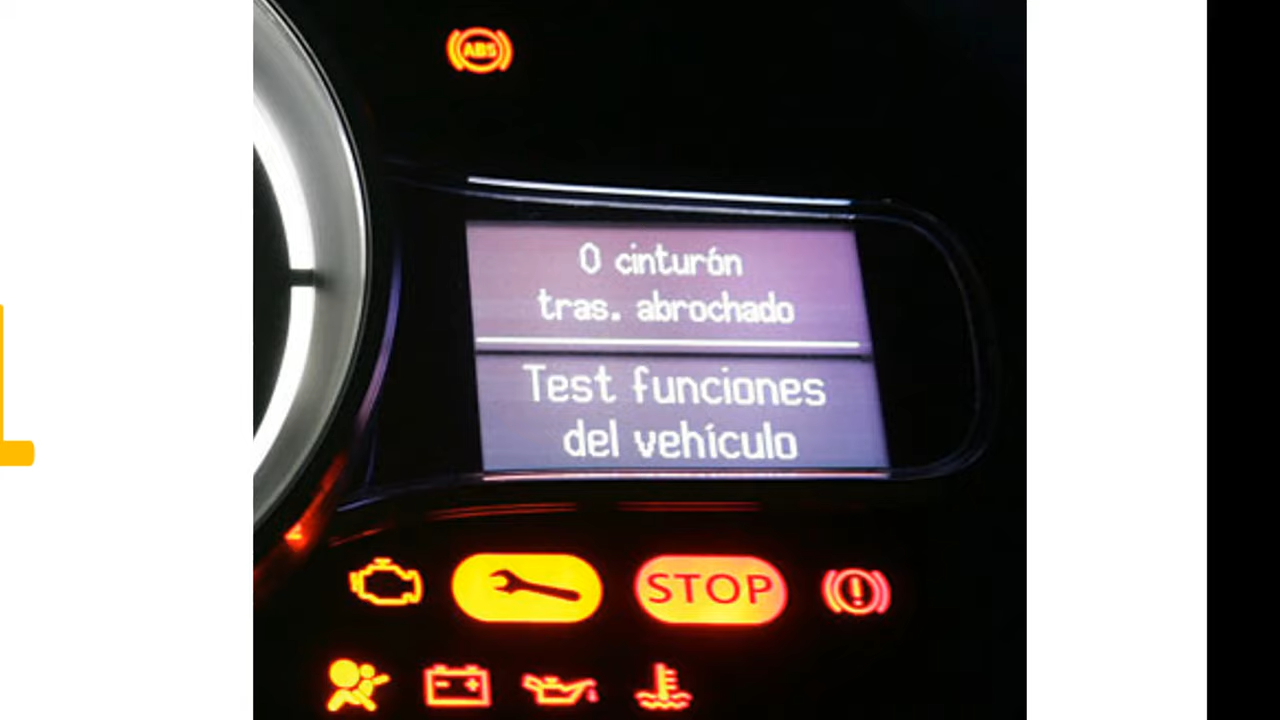 ABS
0 cinturón
tras. abrochado
Test funciones
del vehículo
STOP